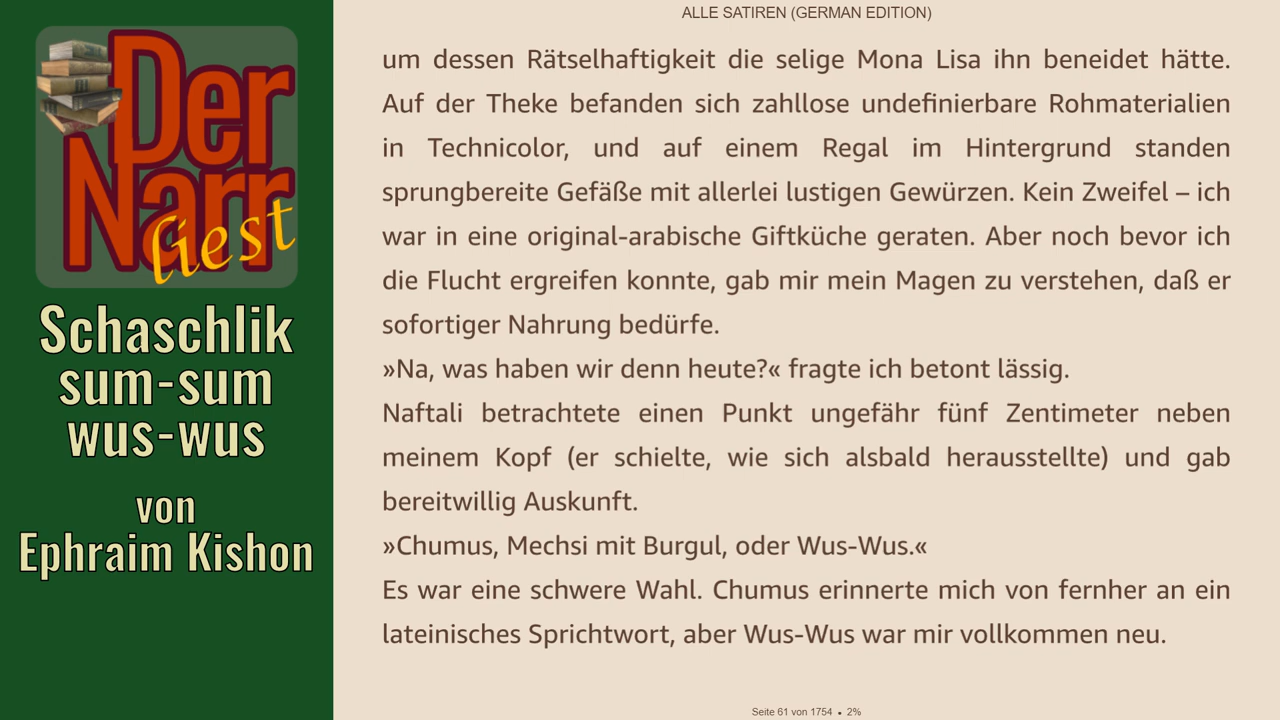 Der
Narr
liest
Schaschlik
sum-sum
wus-wus
von
Ephraim Kishon
ALLE SATIREN (GERMAN EDITION)
um dessen Rätselhaftigkeit die selige Mona Lisa ihn beneidet hätte.
Auf der Theke befanden sich zahllose undefinierbare Rohmaterialien
in Technicolor, und auf einem Regal im Hintergrund standen
sprungbereite Gefäße mit allerlei lustigen Gewürzen. Kein Zweifel – ich
war in eine original-arabische Giftküche geraten. Aber noch bevor ich
die Flucht ergreifen konnte, gab mir mein Magen zu verstehen, daß er
sofortiger Nahrung bedürfe.
»Na, was haben wir denn heute?« fragte ich betont lässig.
Naftali betrachtete einen Punkt ungefähr fünf Zentimeter neben
meinem Kopf (er schielte, wie sich alsbald herausstellte) und gab
bereitwillig Auskunft.
»Chumus, Mechsi mit Burgul, oder Wus-Wus.«
Es war eine schwere Wahl. Chumus erinnerte mich von fernher an ein
lateinisches Sprichtwort, aber Wus-Wus war mir vollkommen neu.
Seite 61 von 1754 • 2%